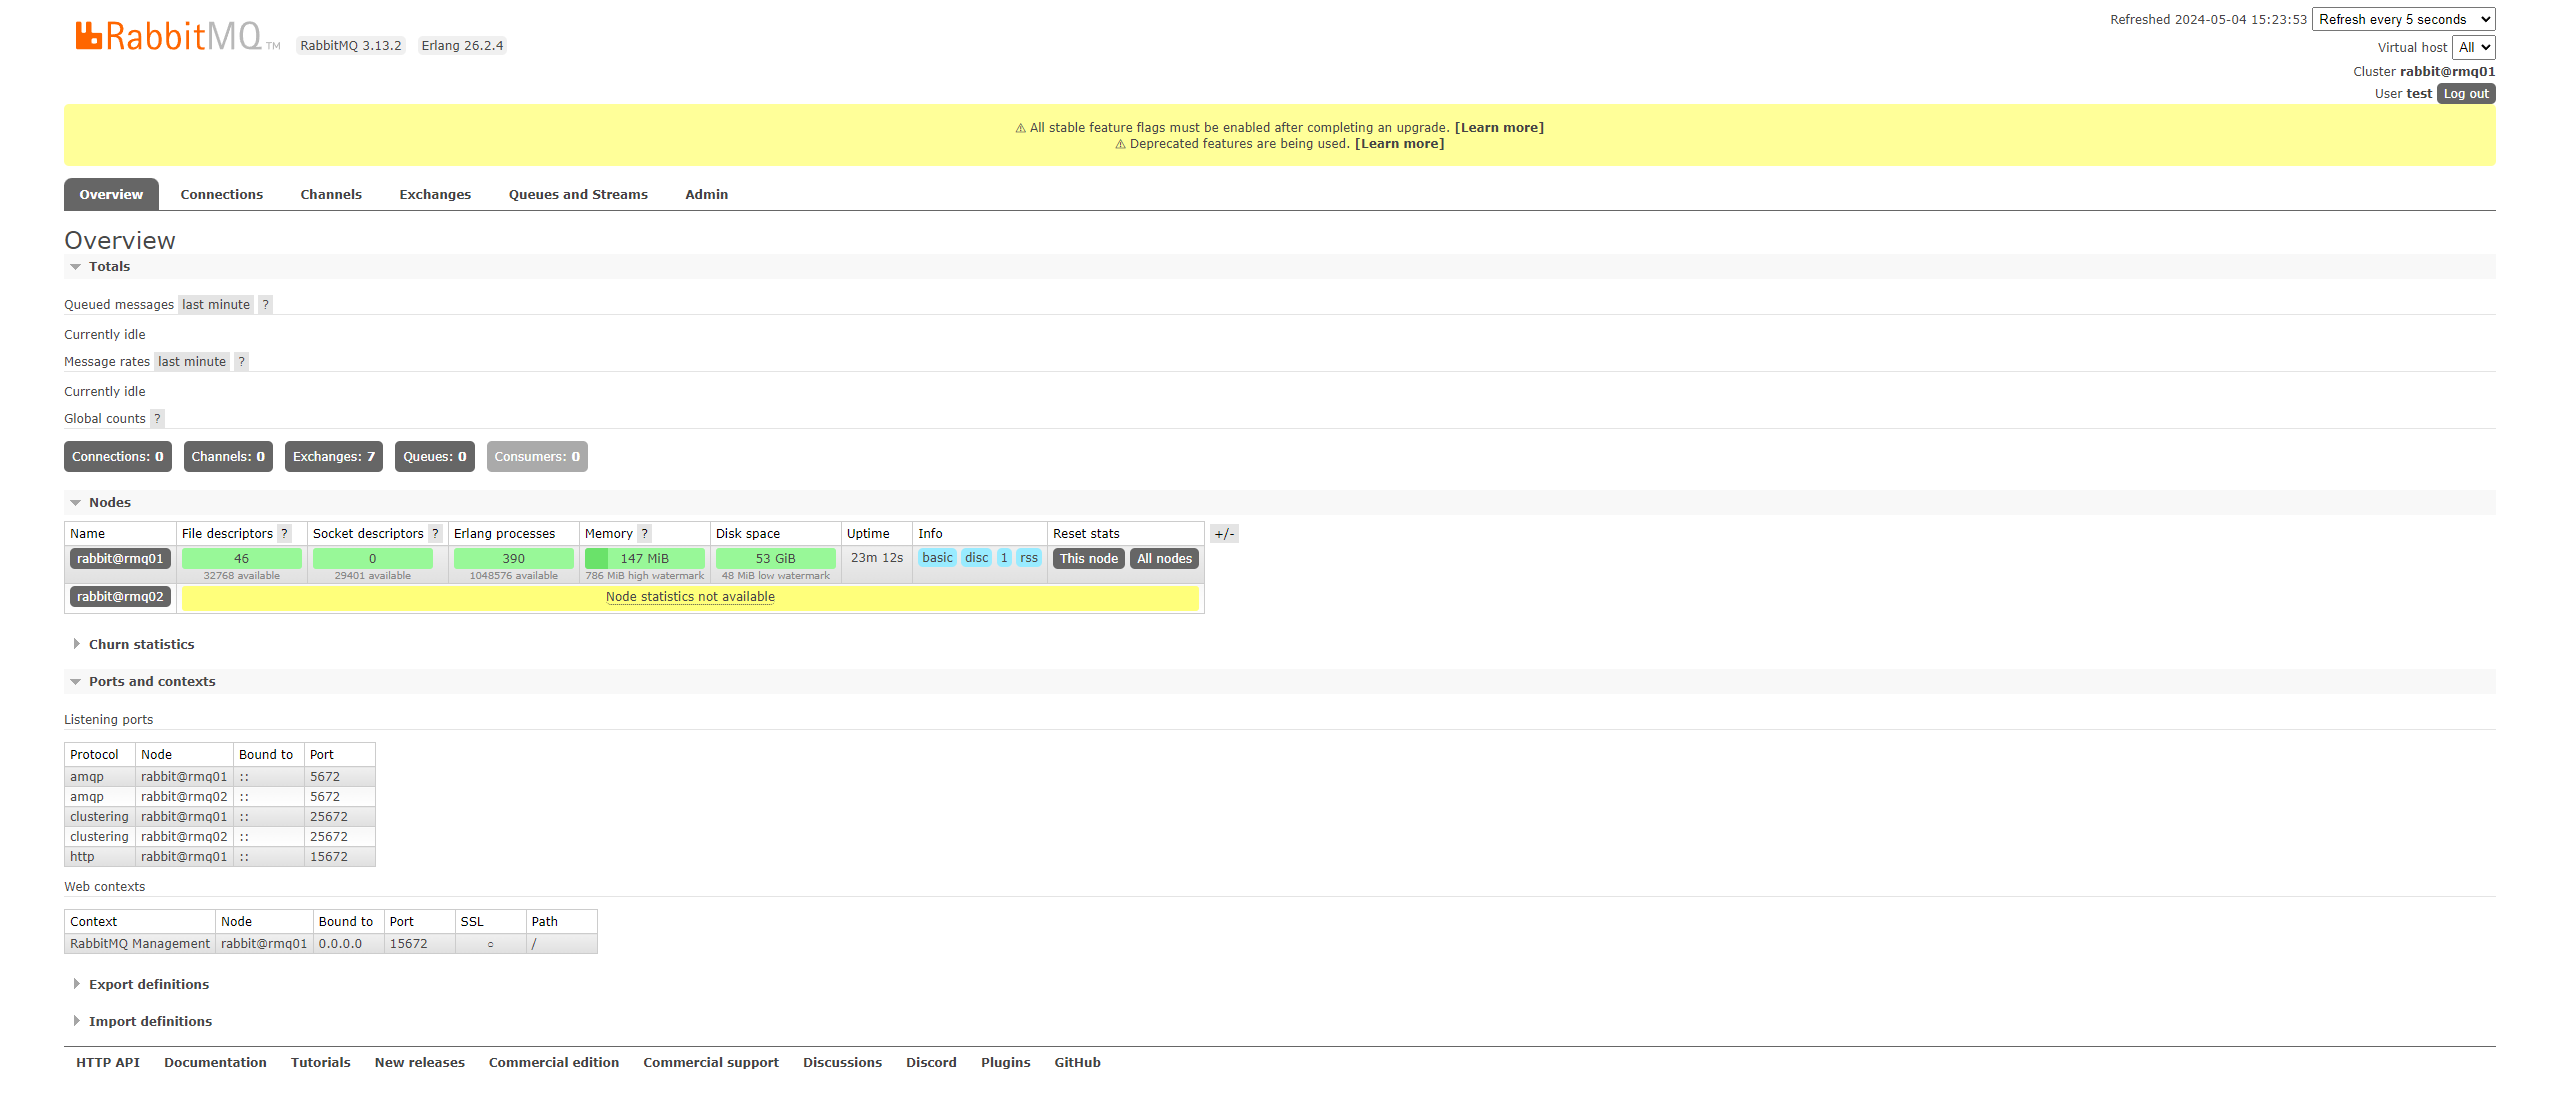 RabbitMQ TM RabbitMQ 3.13.2 Erlang 26.2.4
Refreshed 2024-05-04 15:23:53 Refresh every 5 seconds
Virtual host All
Cluster rabbit@rmq01
User test Log out
⚠ All stable feature flags must be enabled after completing an upgrade. [Learn more]
⚠ Deprecated features are being used. [Learn more]
Overview Connections Channels Exchanges Queues and Streams Admin
Overview
Totals
Queued messages last minute ?
Currently idle
Message rates last minute ?
Currently idle
Global counts ?
Connections: 0 Channels: 0 Exchanges: 7 Queues: 0 Consumers: 0
Nodes
Name File descriptors ? Socket descriptors ? Erlang processes Memory ? Disk space Uptime Info Reset stats +/-
rabbit@rmq01 46 0 390 147 MiB 53 GiB 23m 12s basic disc 1 rss This node All nodes
32768 available 29401 available 1048576 available 786 MiB high watermark 48 MiB low watermark
rabbit@rmq02 Node statistics not available
Churn statistics
Ports and contexts
Listening ports
Protocol Node Bound to Port
amqp rabbit@rmq01 :: 5672
amqp rabbit@rmq02 :: 5672
clustering rabbit@rmq01 :: 25672
clustering rabbit@rmq02 :: 25672
http rabbit@rmq01 :: 15672
Web contexts
Context Node Bound to Port SSL Path
RabbitMQ Management rabbit@rmq01 0.0.0.0 15672 ○ /
Export definitions
Import definitions
HTTP API Documentation Tutorials New releases Commercial edition Commercial support Discussions Discord Plugins GitHub